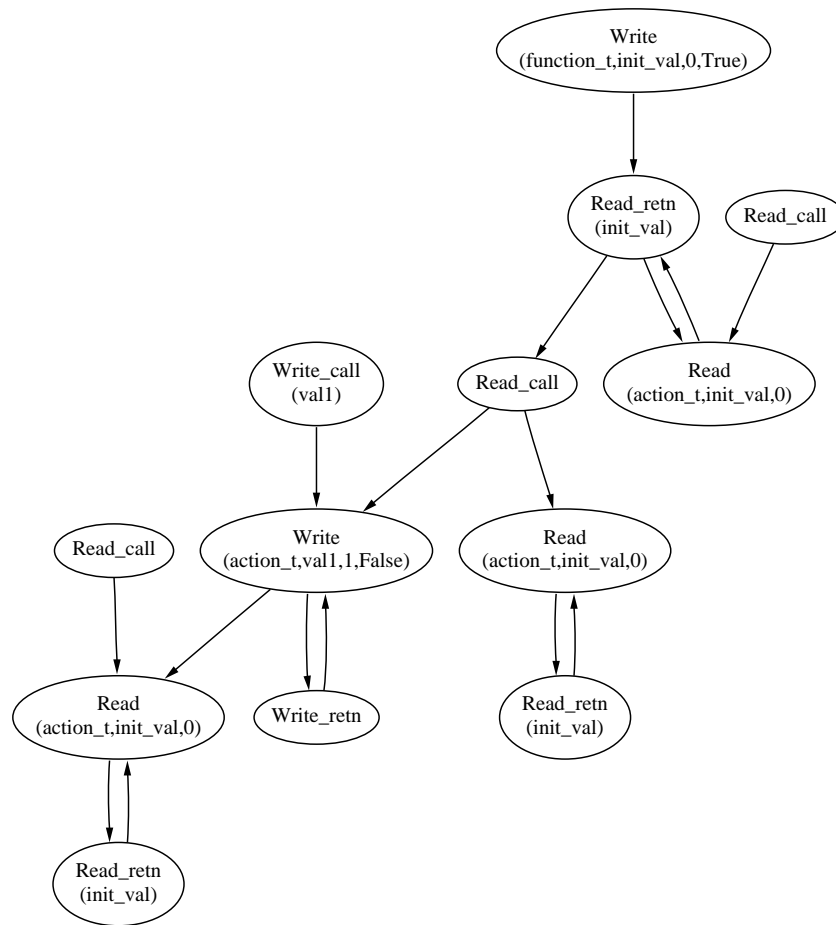 Write
(function_t,init_val,0,True)
Read_retn
(init_val)
Read_call
Write_call
(val1)
Read_call
Read
(action_t,init_val,0)
Read_call
Write
(action_t,val1,1,False)
Read
(action_t,init_val,0)
Read
(action_t,init_val,0)
Write_retn
Read_retn
(init_val)
Read_retn
(init_val)